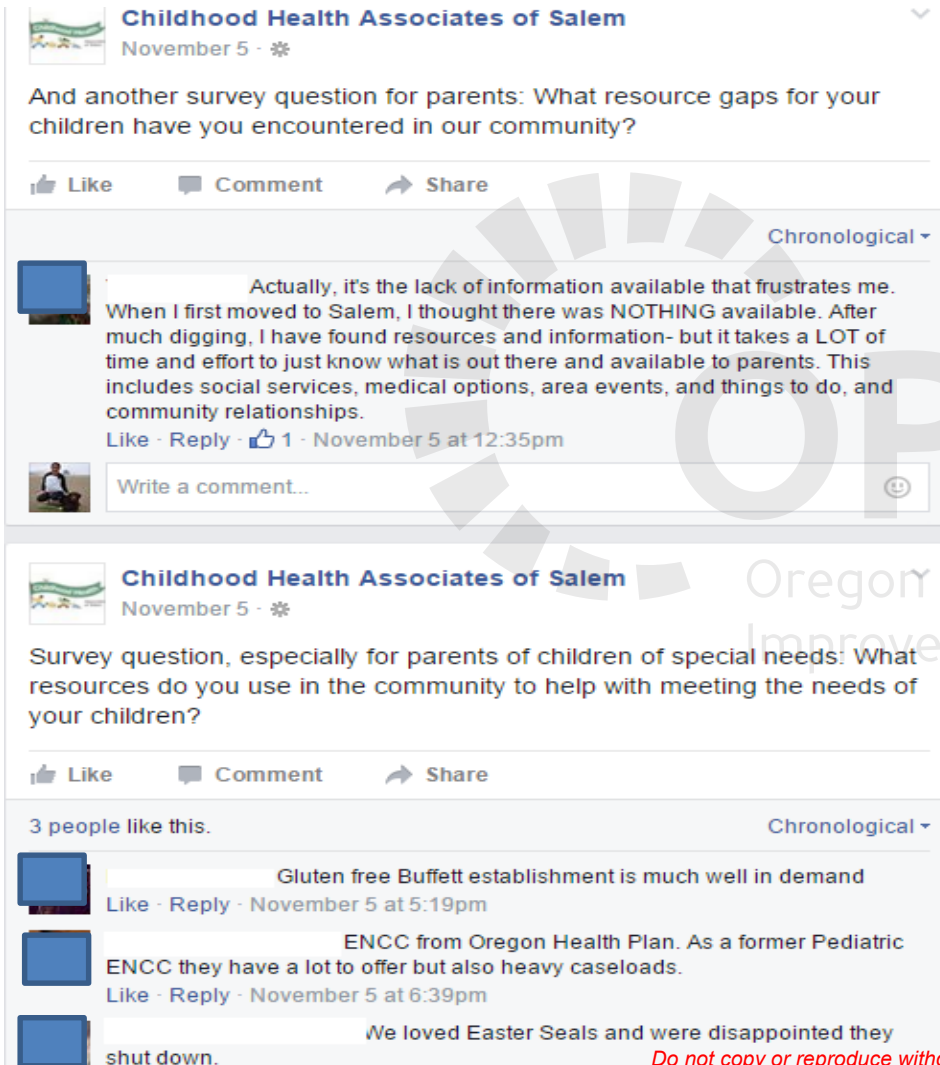 Childhood Health Associates of Salem
November 5 ·
And another survey question for parents: What resource gaps for your
children have you encountered in our community?
Like Comment Share
Chronological
Actually, it's the lack of information available that frustrates me.
When I first moved to Salem, I thought there was NOTHING available. After
much digging, I have found resources and information- but it takes a LOT of
time and effort to just know what is out there and available to parents. This
includes social services, medical options, area events, and things to do, and
community relationships.
Like · Reply · 1 · November 5 at 12:35pm
Write a comment...
OP
Childhood Health Associates of Salem
November 5 ·
Oregon
Improve
Survey question, especially for parents of children of special needs: What
resources do you use in the community to help with meeting the needs of
your children?
Like Comment Share
3 people like this.
Chronological
Gluten free Buffett establishment is much well in demand
Like · Reply · November 5 at 5:19pm
ENCC from Oregon Health Plan. As a former Pediatric
ENCC they have a lot to offer but also heavy caseloads.
Like · Reply · November 5 at 6:39pm
We loved Easter Seals and were disappointed they
shut down.
Do not copy or reproduce witho